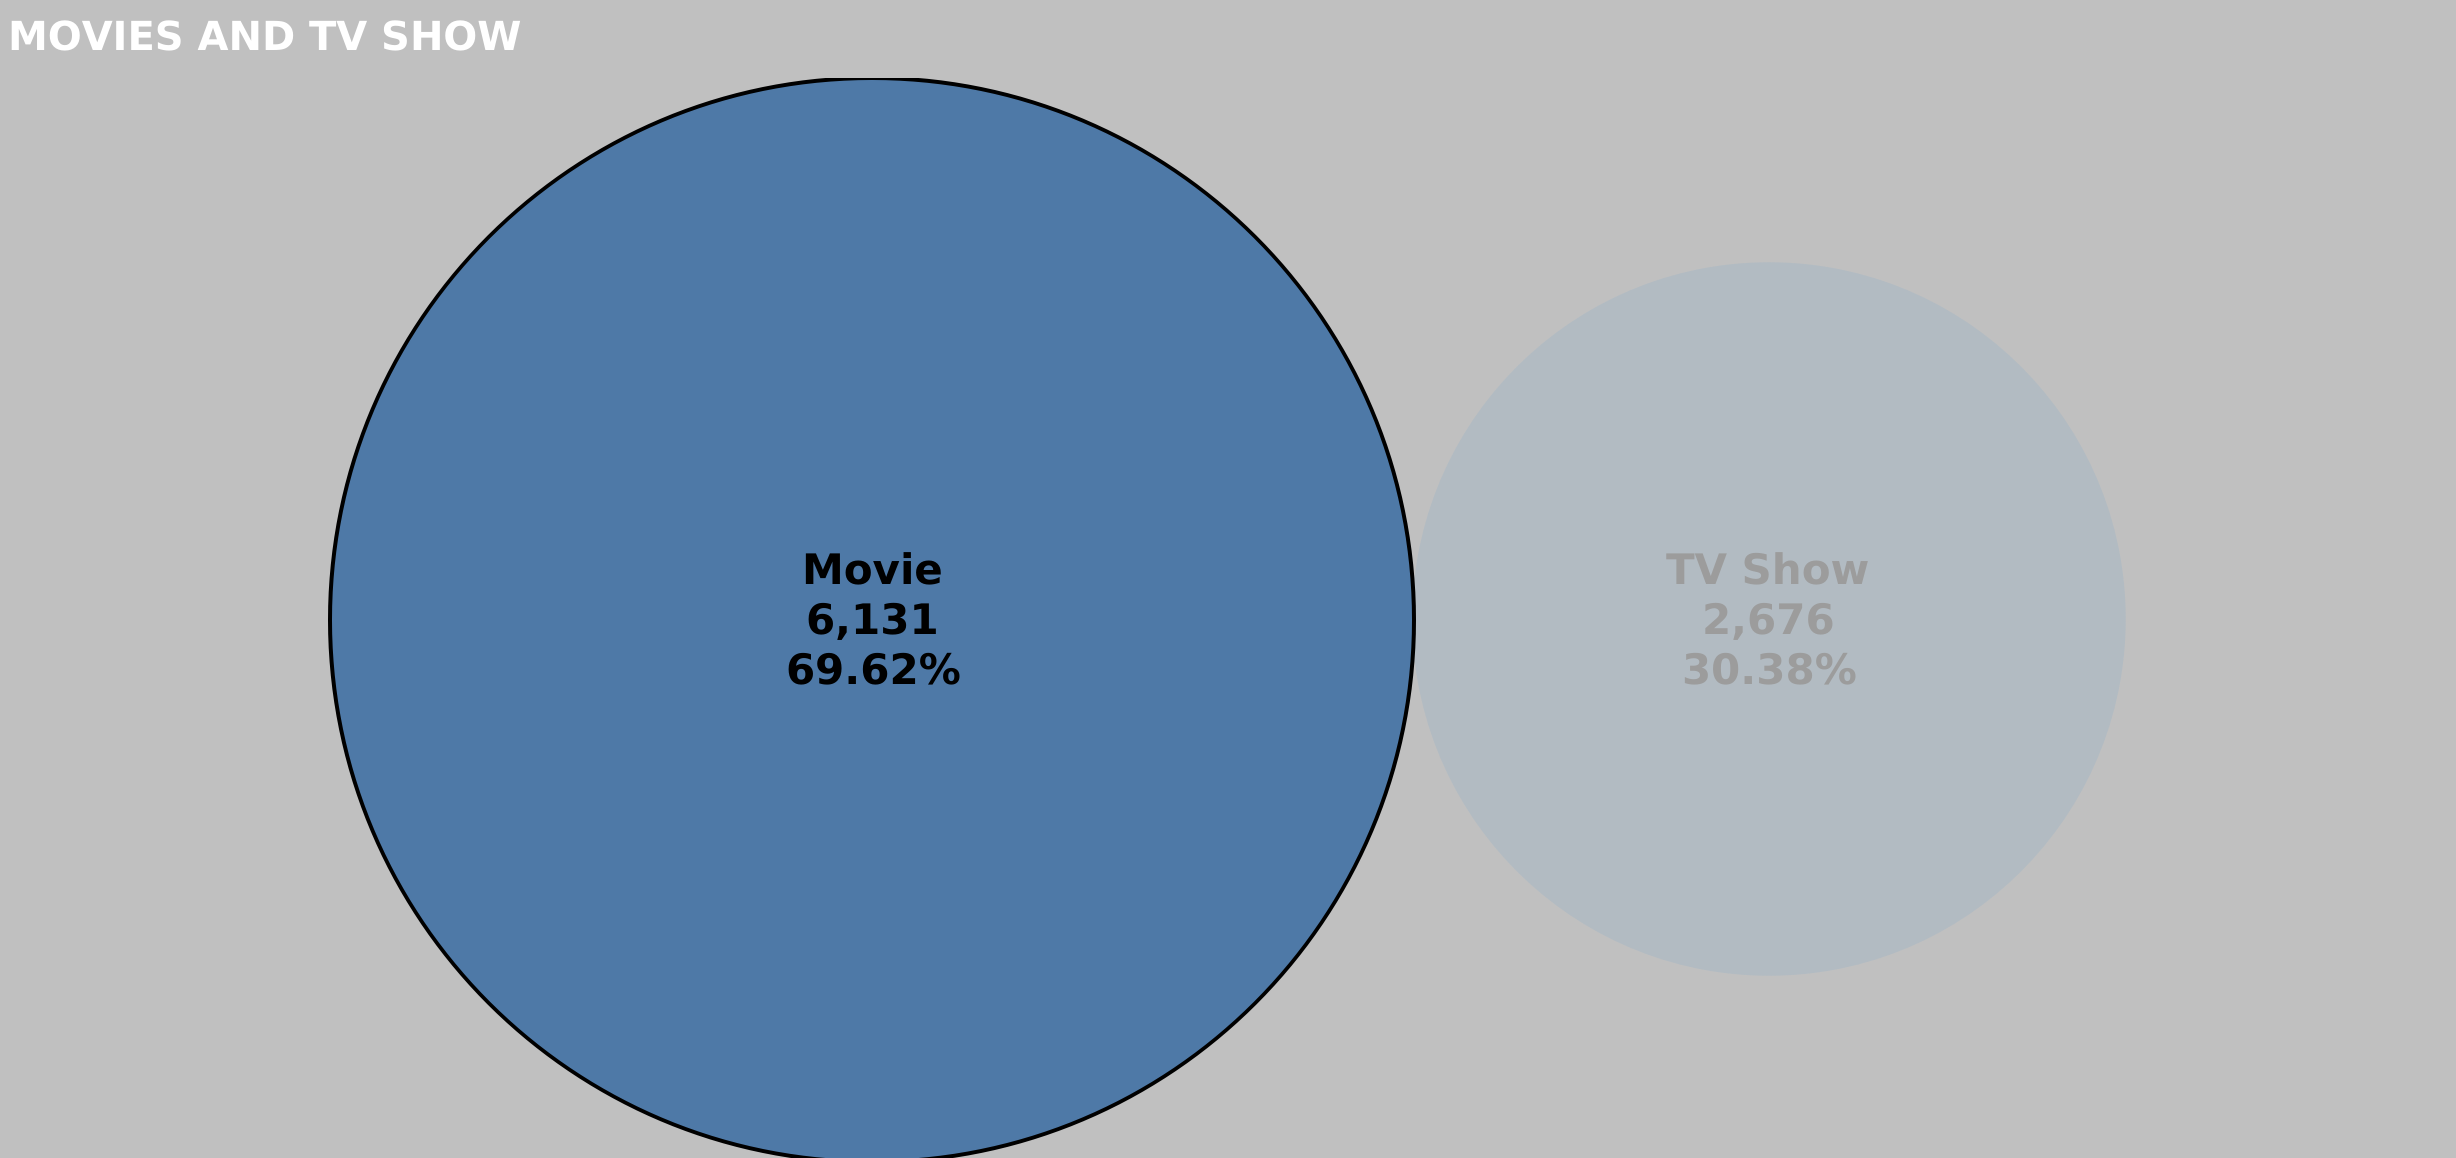 MOVIES AND TV SHOW
Movie
6,131
69.62%
TV Show
2,676
30.38%